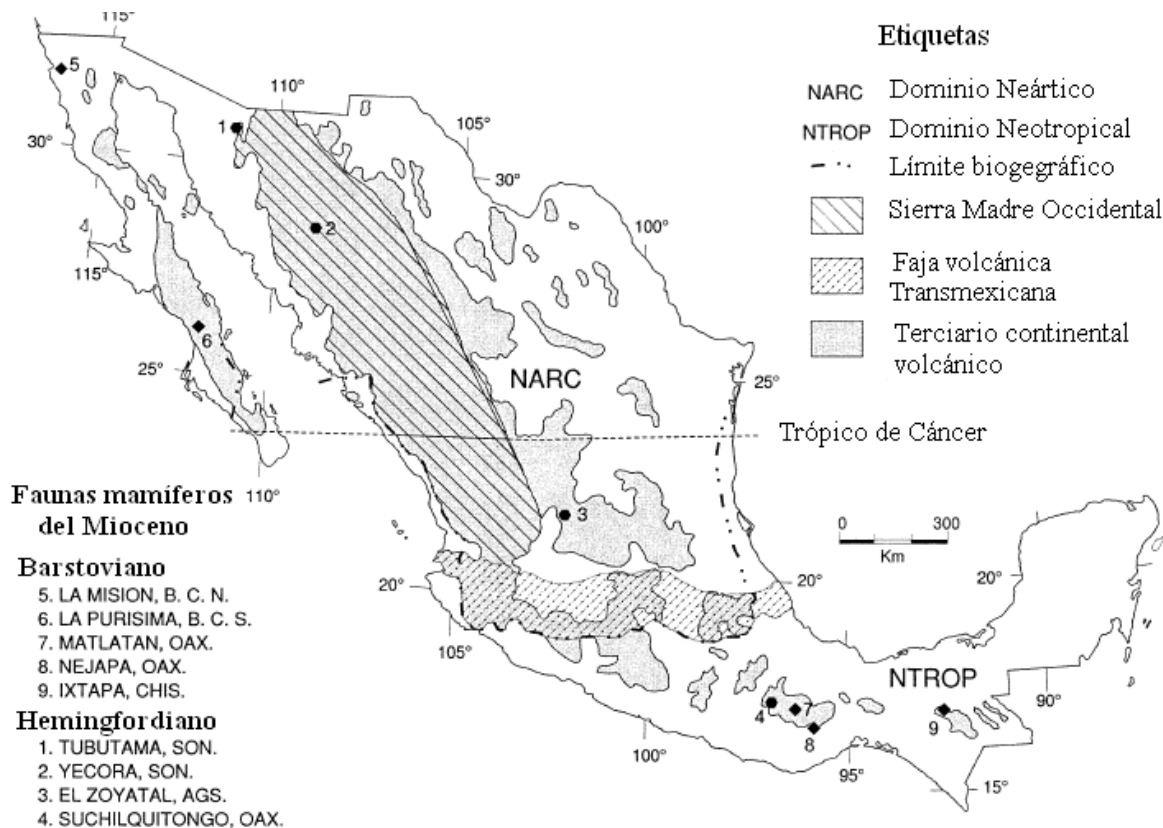 115°
115°
5
110°
1
105°
30°
30°
2
100°
4
115°
6
25°
NARC
25°
Trópico de Cáncer
110°
3
0 300
Km
20°
20°
20°
105°
NTROP
90°
4
7
9
8
100°
95°
15°
Etiquetas
NARC Dominio Neártico
NTROP Dominio Neotropical
Límite biogegráfico
Sierra Madre Occidental
Faja volcánica
Transmexicana
Terciario continental
volcánico
Faunas mamíferos
del Mioceno
Barstoviano
5. LA MISION, B. C. N.
6. LA PURISIMA, B. C. S.
7. MATLATAN, OAX.
8. NEJAPA, OAX.
9. IXTAPA, CHIS.
Hemingfordiano
1. TUBUTAMA, SON.
2. YECORA, SON.
3. EL ZOYATAL, AGS.
4. SUCHILQUITONGO, OAX.